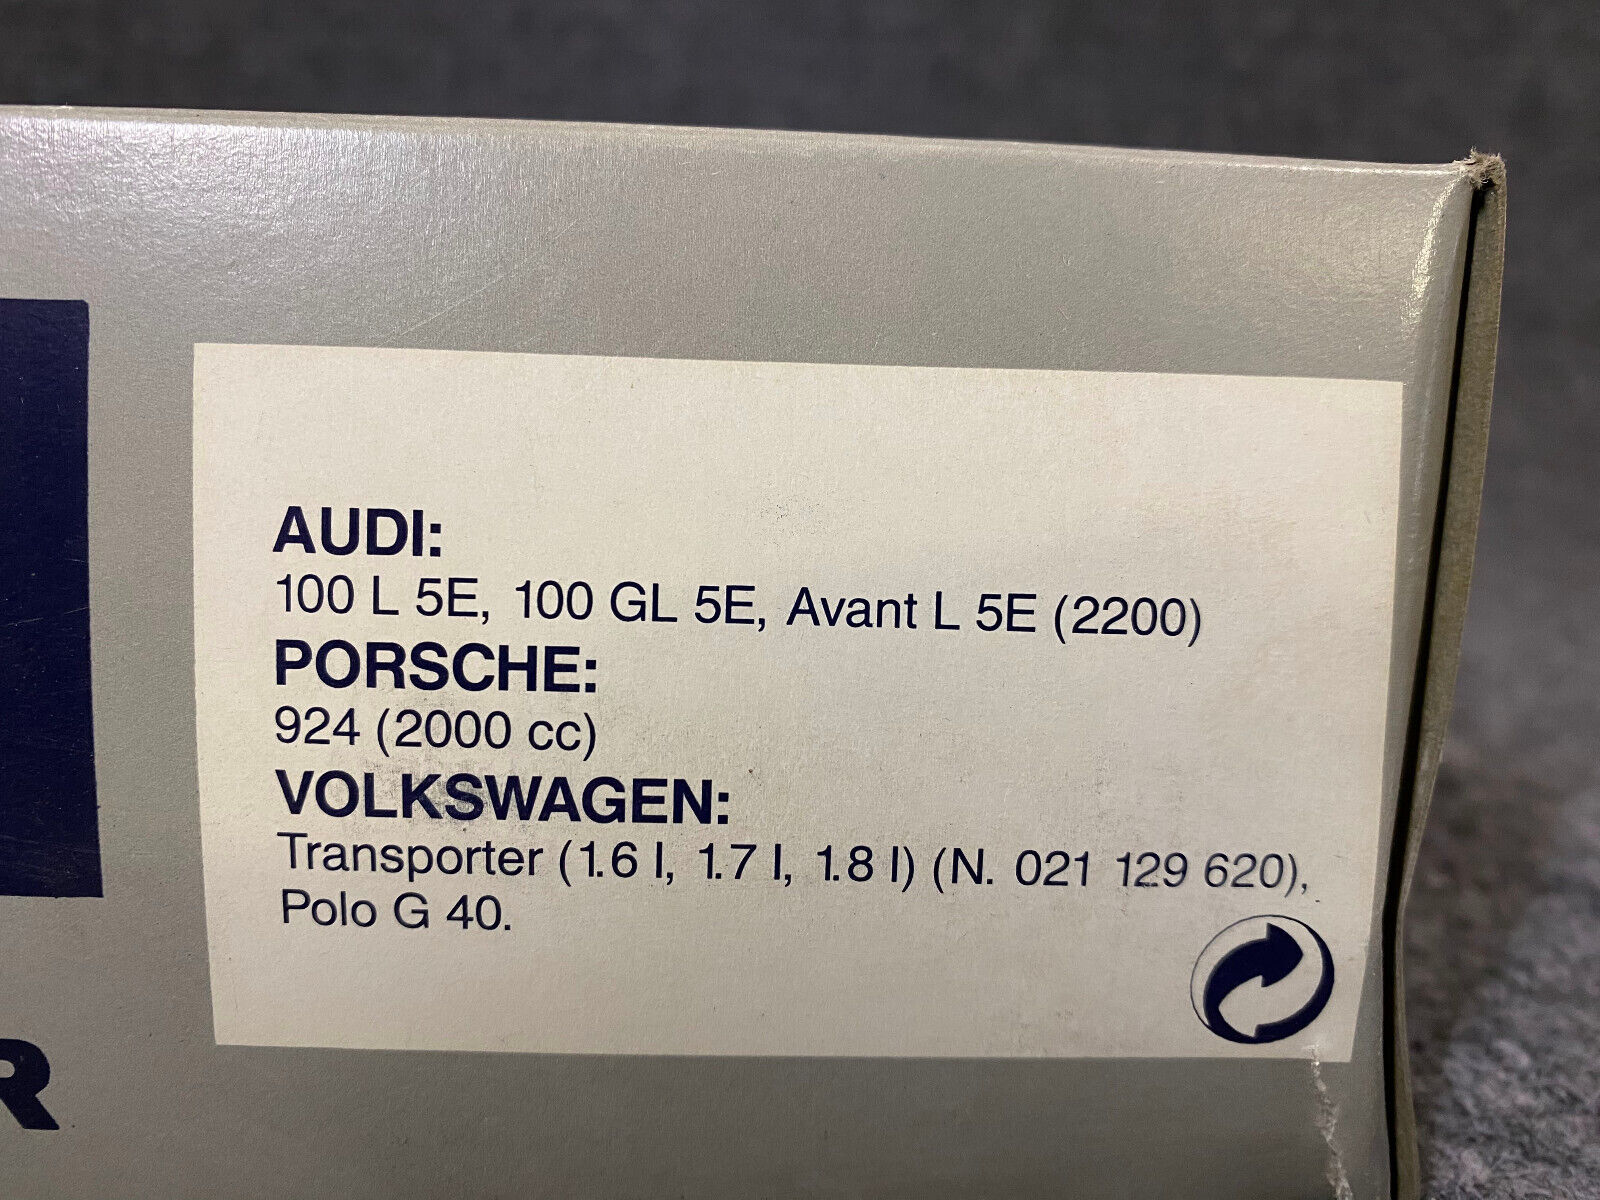 AUDI:
100 L 5E, 100 GL 5E, Avant L 5E (2200)
PORSCHE:
924 (2000 cc)
VOLKSWAGEN:
Transporter (1.6 l, 1.7 l, 1.8 l) (N. 021 129 620),
Polo G 40.
R